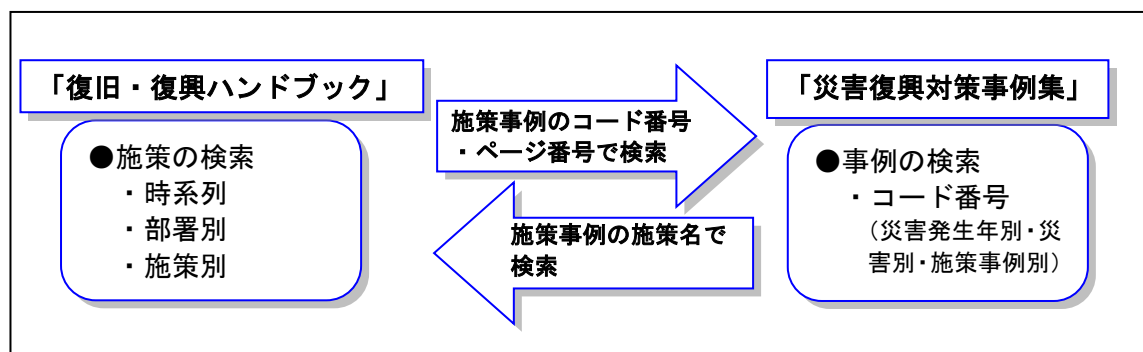 「復旧・復興ハンドブック」
●施策の検索
・時系列
・部署別
・施策別
施策事例のコード番号
・ページ番号で検索
施策事例の施策名で
検索
「災害復興対策事例集」
●事例の検索
・コード番号
（災害発生年別・災
害別・施策事例別）